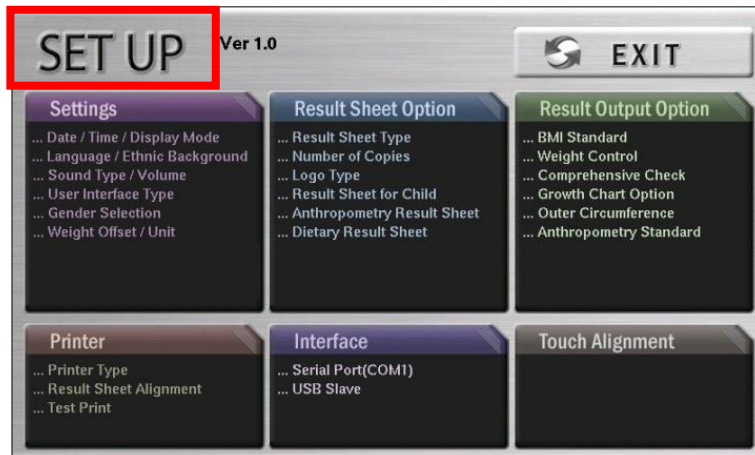 SET UP Ver 1.0
EXIT
Settings
... Date / Time / Display Mode
... Language / Ethnic Background
... Sound Type / Volume
... User Interface Type
... Gender Selection
... Weight Offset / Unit
Result Sheet Option
... Result Sheet Type
... Number of Copies
... Logo Type
... Result Sheet for Child
... Anthropometry Result Sheet
... Dietary Result Sheet
Result Output Option
... BMI Standard
... Weight Control
... Comprehensive Check
... Growth Chart Option
... Outer Circumference
... Anthropometry Standard
Printer
... Printer Type
... Result Sheet Alignment
... Test Print
Interface
... Serial Port(COM1)
... USB Slave
Touch Alignment